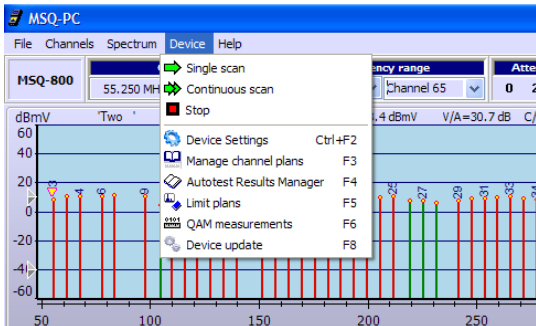 MSQ-PC
File Channels Spectrum Device Help
MSQ-800
55.250 MH
ency range
Channel 65
Atte
0 2
Single scan
Continuous scan
Stop
Device Settings Ctrl+F2
Manage channel plans F3
Autotest Results Manager F4
Limit plans F5
QAM measurements F6
Device update F8
dBmV 'Two ' .4 dBmV V/A=30.7 dB C/
60
40
20
0
-20
-40
-60
3 4 6 9 25 27 29 31 33
50 100 150 200 250